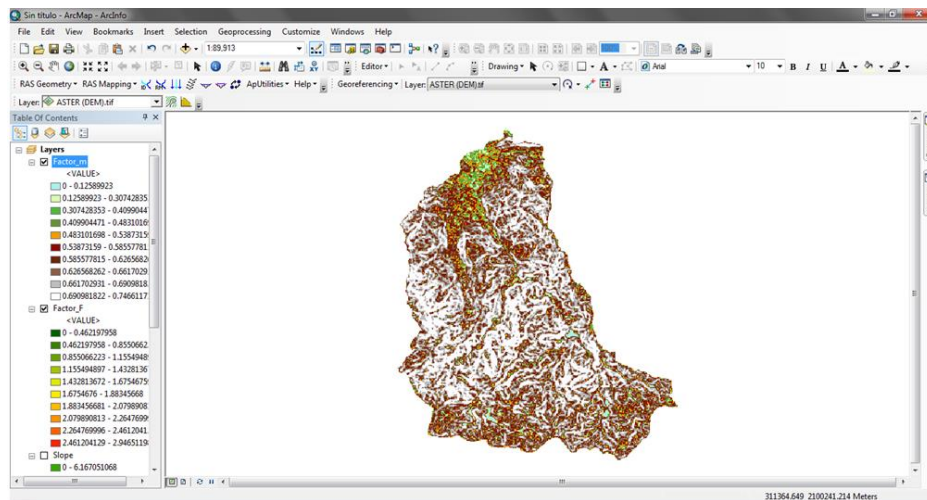 Sin título - ArcMap - ArcInfo
File Edit View Bookmarks Insert Selection Geoprocessing Customize Windows Help
1:89,913
Editor
Drawing
Arial
10
B I U A
RAS Geometry RAS Mapping
ApUtilities Help
Georeferencing Layer: ASTER (DEM).tif
Layer: ASTER (DEM).tif
Table Of Contents
Layers
Factor_m
<VALUE>
0 - 0.12589923
0.12589923 - 0.30742835
0.307428353 - 0.4099044
0.409904471 - 0.4831016
0.483101698 - 0.5387315
0.53873159 - 0.58557781
0.585577815 - 0.6265682
0.626568262 - 0.6617029
0.661702931 - 0.6909818
0.690981822 - 0.7466117
Factor_F
<VALUE>
0 - 0.462197958
0.462197958 - 0.855066
0.855066223 - 1.1554948
1.155494897 - 1.4328136
1.432813672 - 1.6754675
1.6754676 - 1.88345668
1.883456681 - 2.0798908
2.079890813 - 2.2647699
2.264769996 - 2.4612041
2.461204129 - 2.9465119
Slope
0 - 6.167051068
311364.649 2100241.214 Meters